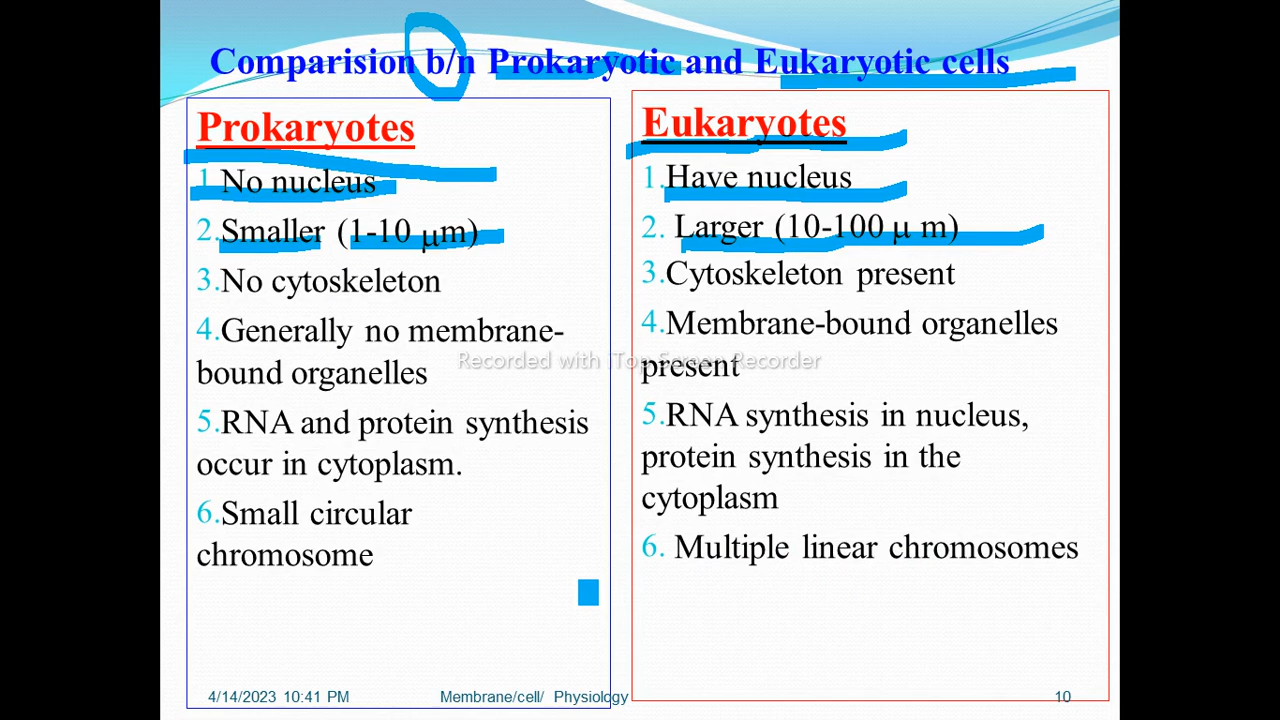 Comparision b/n Prokaryotic and Eukaryotic cells
Prokaryotes
1.No nucleus
2.Smaller (1-10 μm)
3.No cytoskeleton
4.Generally no membrane-
bound organelles
5.RNA and protein synthesis
occur in cytoplasm.
6.Small circular
chromosome
Eukaryotes
1.Have nucleus
2. Larger (10-100 μ m)
3.Cytoskeleton present
4.Membrane-bound organelles
present
5.RNA synthesis in nucleus,
protein synthesis in the
cytoplasm
6. Multiple linear chromosomes
Recorded with iTop Screen Recorder
4/14/2023 10:41 PM
Membrane/cell/ Physiology
10